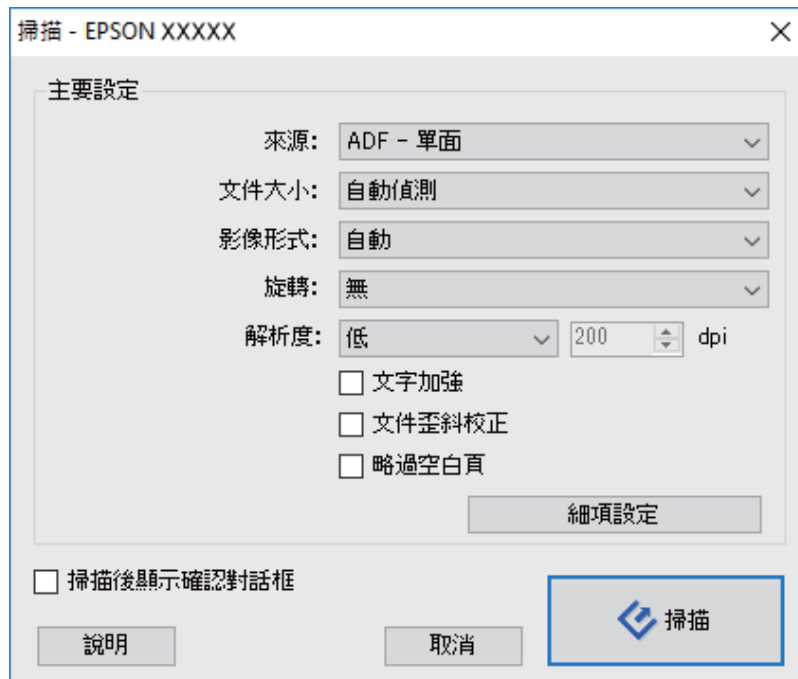 掃描 - EPSON XXXXX
主要設定
來源: ADF - 單面
文件大小: 自動偵測
影像形式: 自動
旋轉: 無
解析度: 低 200 dpi
文字加強
文件歪斜校正
略過空白頁
細項設定
掃描後顯示確認對話框
說明 取消 掃描